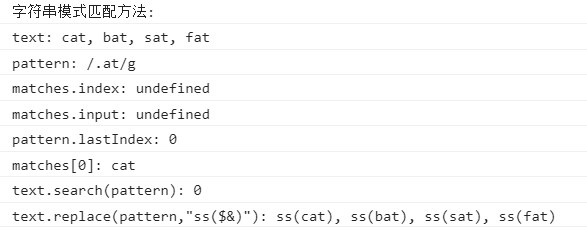 字符串模式匹配方法:
text: cat, bat, sat, fat
pattern: /.at/g
matches.index: undefined
matches.input: undefined
pattern.lastIndex: 0
matches[0]: cat
text.search(pattern): 0
text.replace(pattern,"ss($&)"): ss(cat), ss(bat), ss(sat), ss(fat)